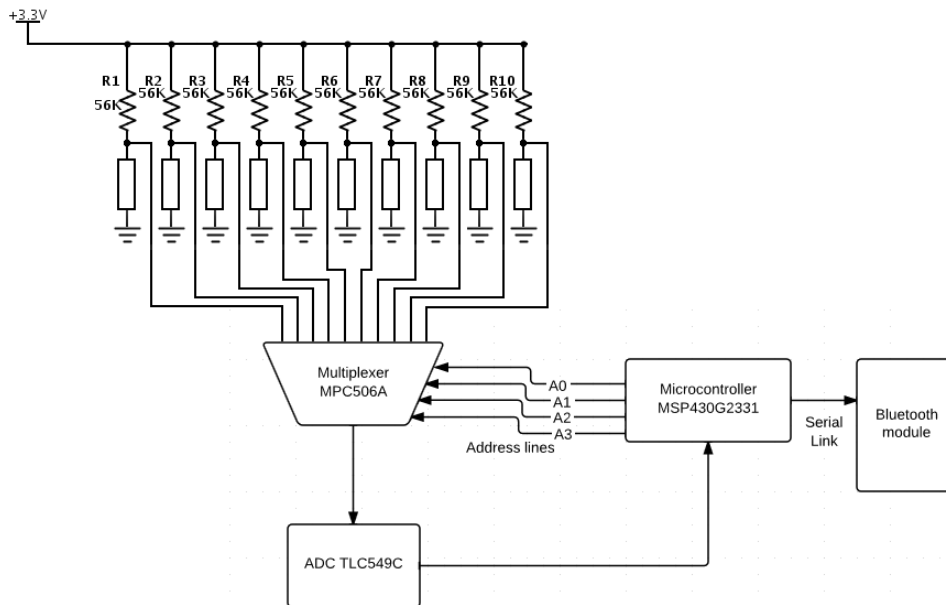 +3.3V
R1
56K
R2
56K
R3
56K
R4
56K
R5
56K
R6
56K
R7
56K
R8
56K
R9
56K
R10
56K
Multiplexer
MPC506A
A0
A1
A2
A3
Address lines
Microcontroller
MSP430G2331
Serial
Link
Bluetooth
module
ADC TLC549C